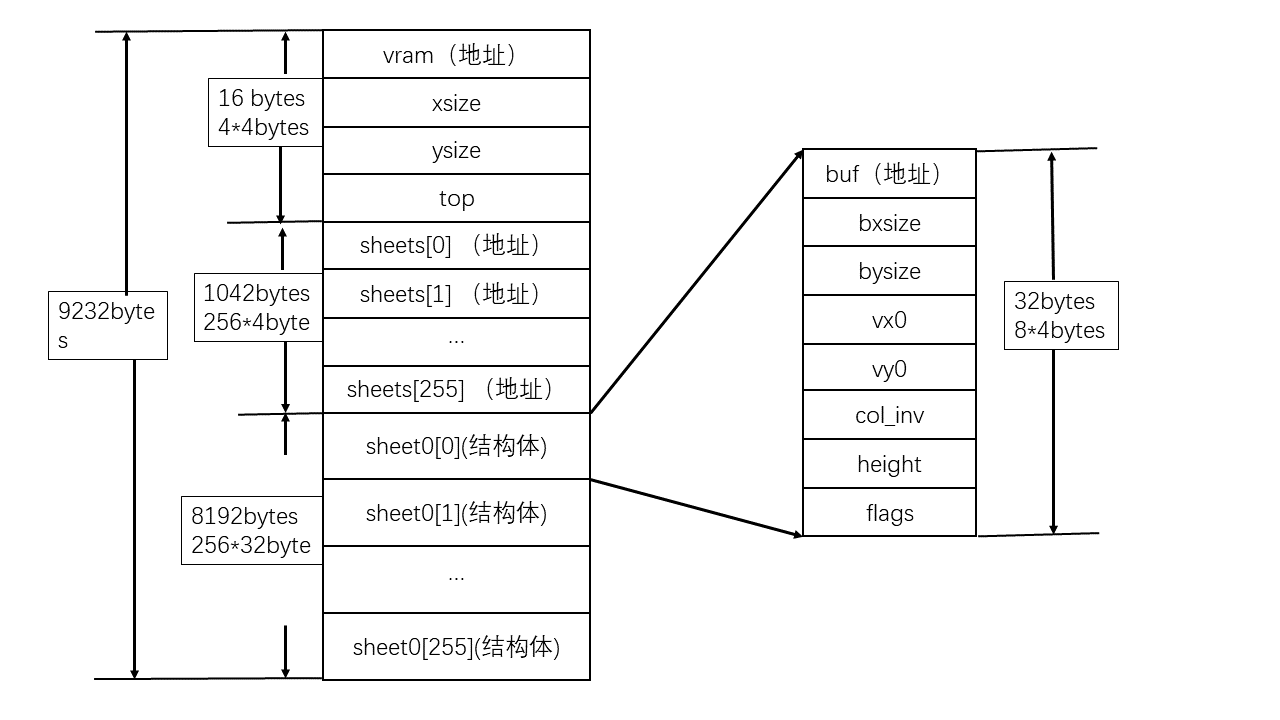 vram（地址）
16 bytes
4*4bytes
xsize
ysize
top
sheets[0] （地址）
1042bytes
256*4byte
sheets[1] （地址）
...
sheets[255] （地址）
9232byte
s
sheet0[0](结构体)
8192bytes
256*32byte
sheet0[1](结构体)
...
sheet0[255](结构体)
buf（地址）
bxsize
bysize
vx0
vy0
col_inv
height
flags
32bytes
8*4bytes